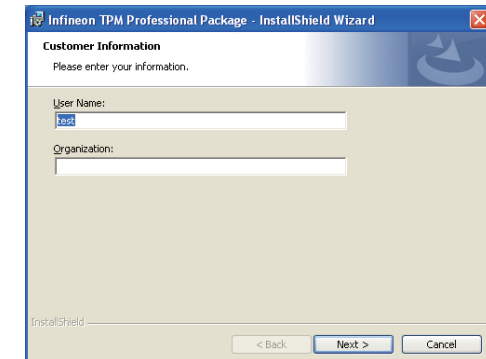 Infineon TPM Professional Package - InstallShield Wizard
Customer Information
Please enter your information.
User Name:
test
Organization:
InstallShield
< Back
Next >
Cancel